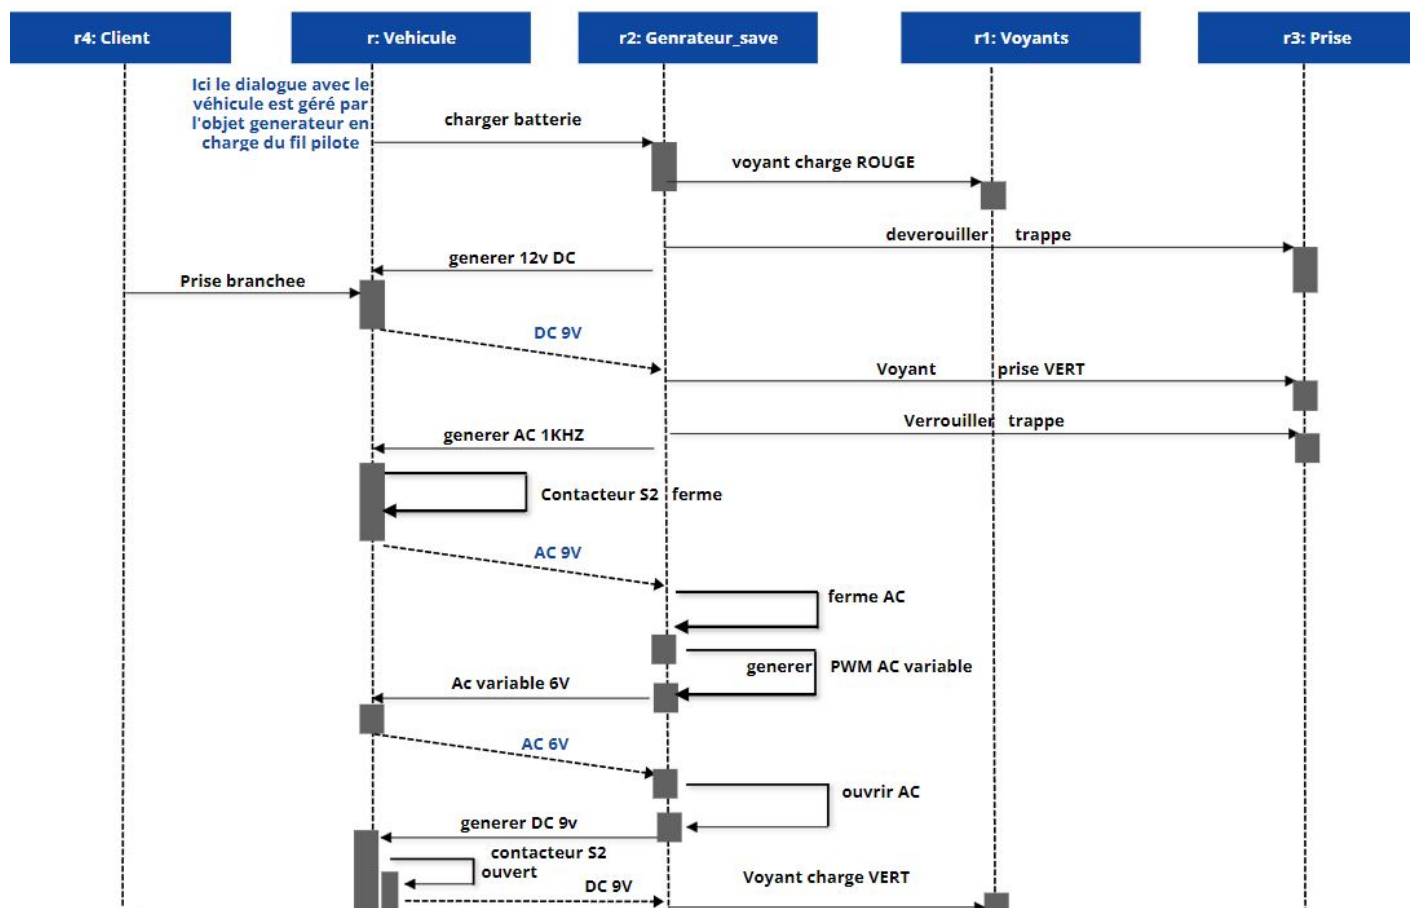 r4: Client
r: Vehicule
r2: Genrateur_save
r1: Voyants
r3: Prise
Ici le dialogue avec le
véhicule est géré par
l'objet generateur en
charge du fil pilote
charger batterie
voyant charge ROUGE
deverouiller trappe
generer 12v DC
Prise branchee
DC 9V
Voyant prise VERT
Verrouiller trappe
generer AC 1KHZ
Contacteur S2 ferme
AC 9V
ferme AC
generer PWM AC variable
Ac variable 6V
AC 6V
ouvrir AC
generer DC 9v
contacteur S2
ouvert
Voyant charge VERT
DC 9V